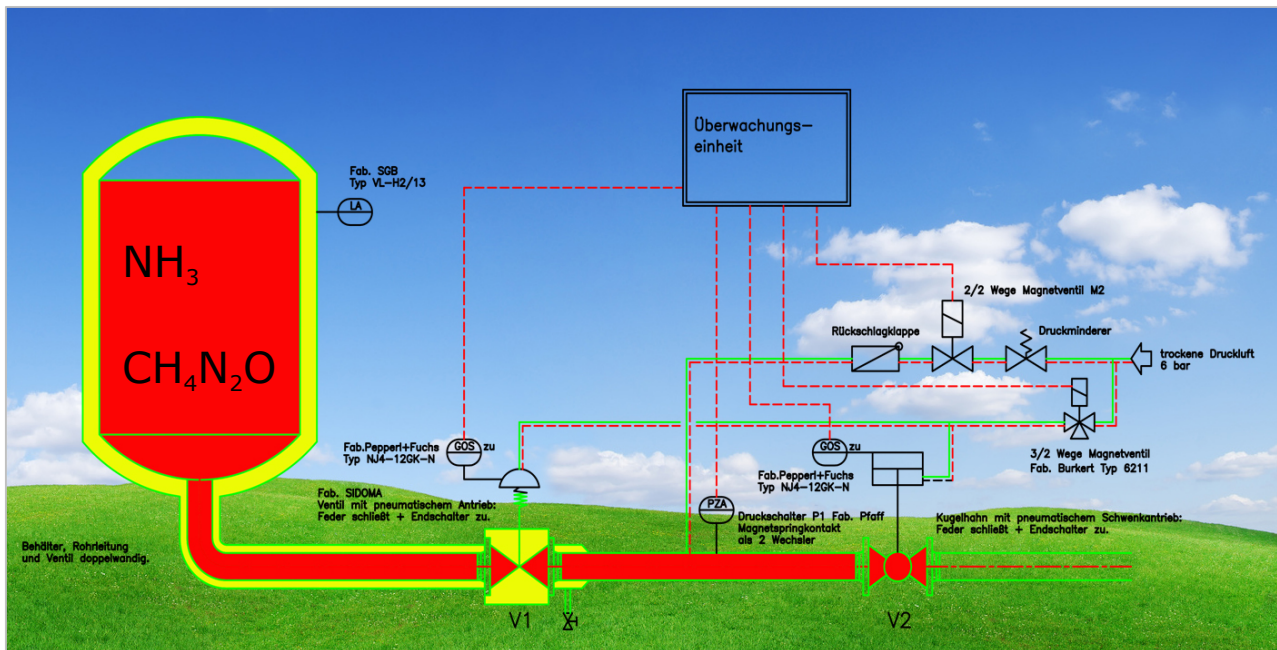 Überwachungs–
einheit
Fab. SGB
Typ VL–H2/13
LA
NH₃
CH₄N₂O
2/2 Wege Magnetventil M2
Rückschlagklappe
Druckminderer
trockene Druckluft
6 bar
Fab.Pepperl+Fuchs
Typ NJ4–12GK–N
GOS
zu
GOS
zu
Fab.Pepperl+Fuchs
Typ NJ4–12GK–N
3/2 Wege Magnetventil
Fab. Burkert Typ 6211
Fab. SIDOMA
Ventil mit pneumatischem Antrieb:
Feder schließt + Endschalter zu.
PZA
Druckschalter P1 Fab. Pfaff
Magnetspringkontakt
als 2 Wechsler
Kugelhahn mit pneumatischem Schwenkantrieb:
Feder schließt + Endschalter zu.
Behälter, Rohrleitung
und Ventil doppelwandig.
V1
V2